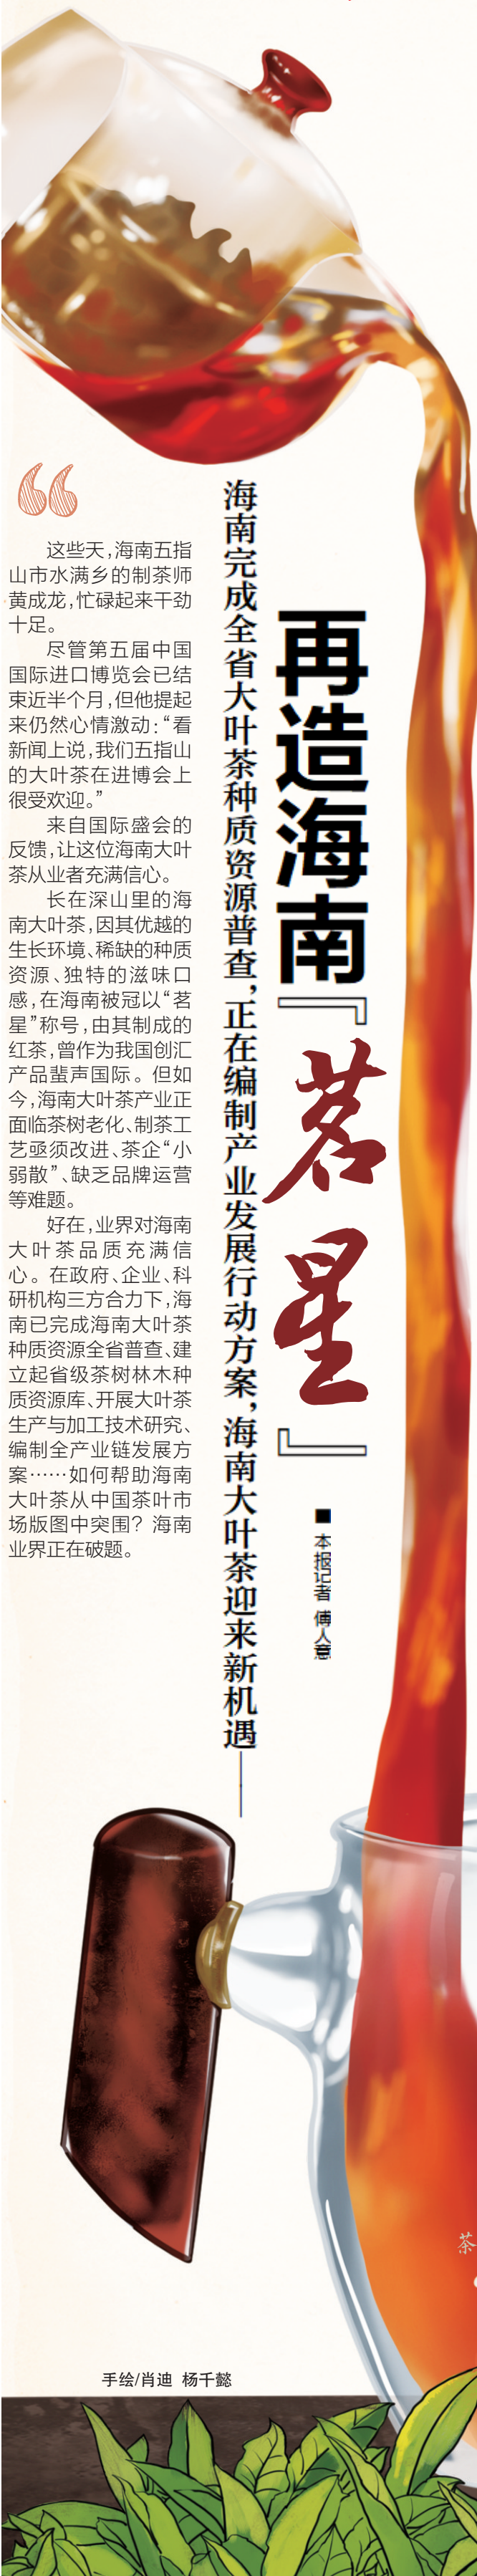 再造海南『茗星』
海南完成全省大叶茶种质资源普查，正在编制产业发展行动方案，海南大叶茶迎来新机遇——
■ 本报记者 傅人意
“
这些天，海南五指
山市水满乡的制茶师
黄成龙，忙碌起来干劲
十足。
尽管第五届中国
国际进口博览会已结
束近半个月，但他提起
来仍然心情激动：“看
新闻上说，我们五指山
的大叶茶在进博会上
很受欢迎。”
来自国际盛会的
反馈，让这位海南大叶
茶从业者充满信心。
长在深山里的海
南大叶茶，因其优越的
生长环境、稀缺的种质
资源、独特的滋味口
感，在海南被冠以“茗
星”称号，由其制成的
红茶，曾作为我国创汇
产品蜚声国际。但如
今，海南大叶茶产业正
面临茶树老化、制茶工
艺亟须改进、茶企“小
弱散”、缺乏品牌运营
等难题。
好在，业界对海南
大叶茶品质充满信
心。在政府、企业、科
研机构三方合力下，海
南已完成海南大叶茶
种质资源全省普查、建
立起省级茶树林木种
质资源库、开展大叶茶
生产与加工技术研究、
编制全产业链发展方
案……如何帮助海南
大叶茶从中国茶叶市
场版图中突围？海南
业界正在破题。
茶
手绘/肖迪 杨千懿